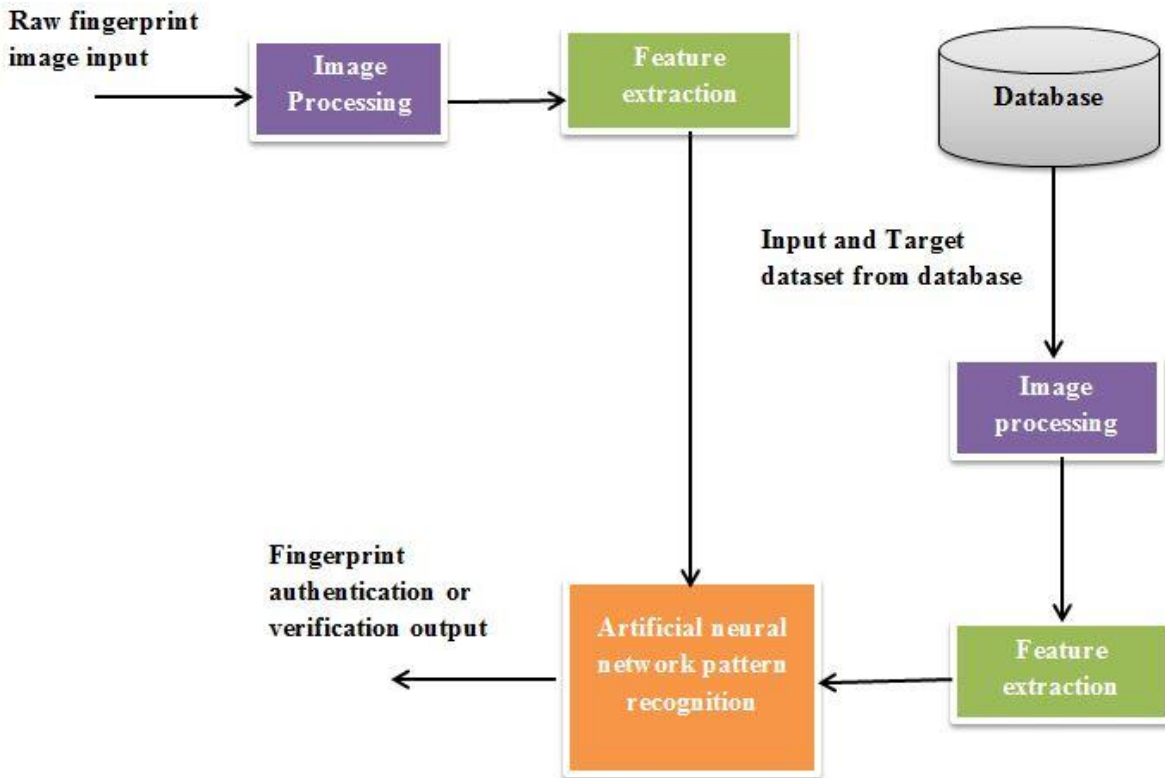 Raw fingerprint
image input
Image
Processing
Feature
extraction
Database
Input and Target
dataset from database
Image
processing
Fingerprint
authentication or
verification output
Artificial neural
network pattern
recognition
Feature
extraction